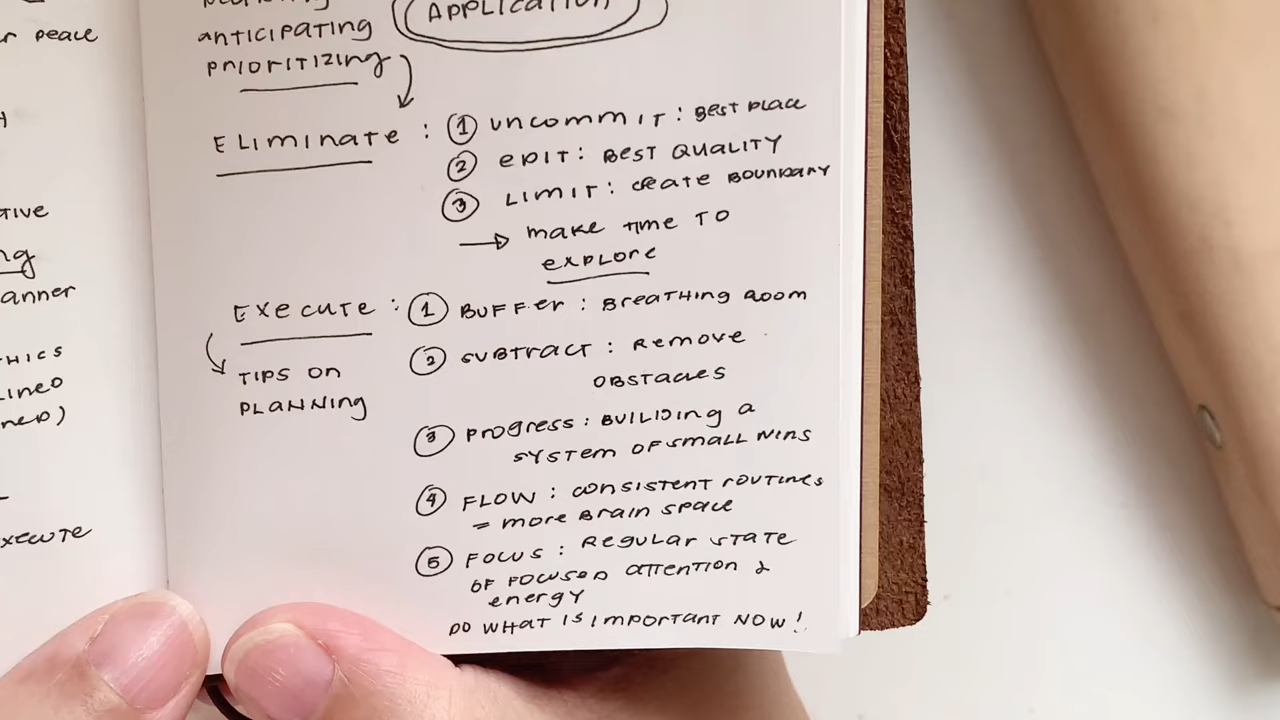 r peace
TIVE
anner
HICS
xecute
APPLICATION
anticipating
prioritizing
Eliminate : ① uncommit : Best place
② edit : Best quality
③ Limit : create boundary
→ make time to
explore
Execute : ① Buffer : Breathing room
② subtract : Remove
obstacles
Tips on
planning
③ progress : Building a
system of small wins
④ Flow : consistent routines
= more Brain space
⑤ Focus : Regular state
of focused attention &
energy
Do what is important now!